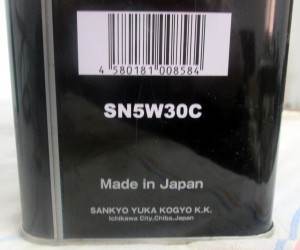 4 580181 008584
SN5W30C
Made in Japan
SANKYO YUKA KOGYO K.K.
Ichikawa City,Chiba,Japan